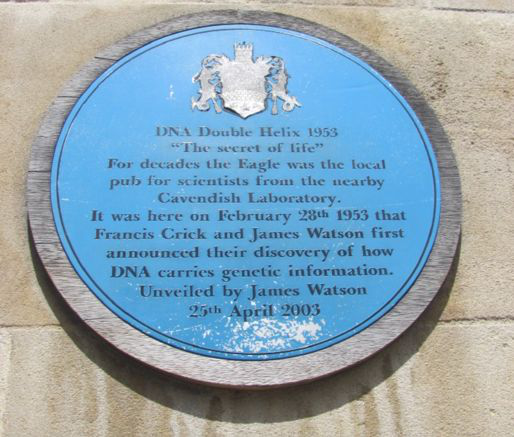 DNA Double Helix 1953
"The secret of life"
For decades the Eagle was the local
pub for scientists from the nearby
Cavendish Laboratory.
It was here on February 28th 1953 that
Francis Crick and James Watson first
announced their discovery of how
DNA carries genetic information.
Unveiled by James Watson
25th April 2003